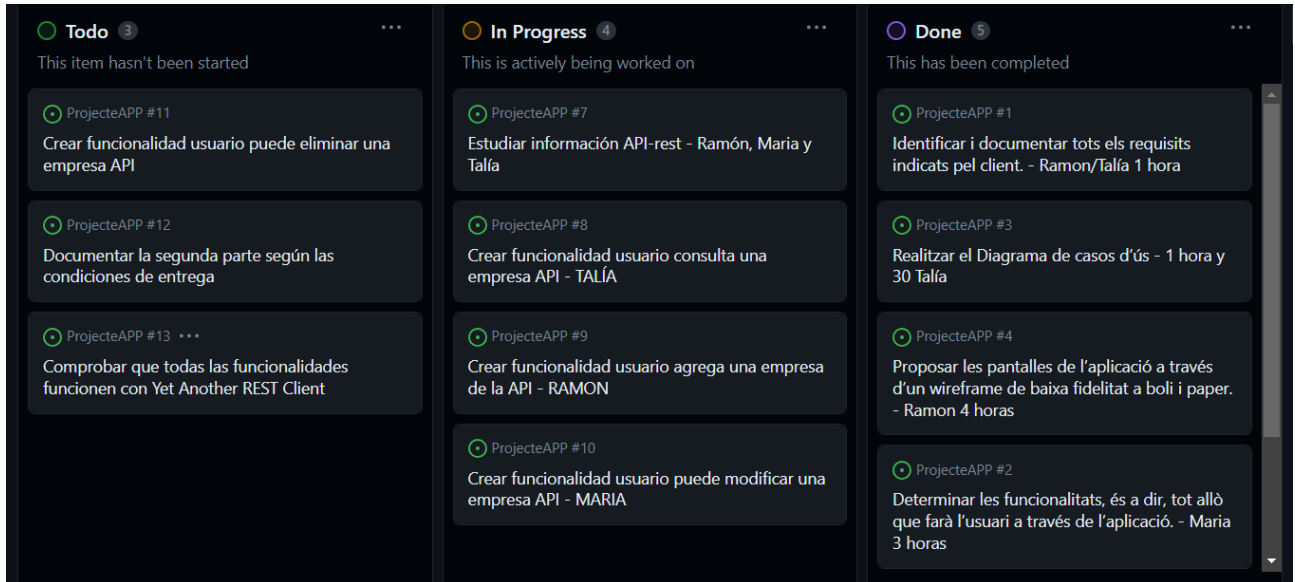 Todo 3
This item hasn't been started
ProjecteAPP #11
Crear funcionalidad usuario puede eliminar una
empresa API
ProjecteAPP #12
Documentar la segunda parte según las
condiciones de entrega
ProjecteAPP #13
Comprobar que todas las funcionalidades
funcionen con Yet Another REST Client
In Progress 4
This is actively being worked on
ProjecteAPP #7
Estudiar información API-rest - Ramón, Maria y
Talía
ProjecteAPP #8
Crear funcionalidad usuario consulta una
empresa API - TALÍA
ProjecteAPP #9
Crear funcionalidad usuario agrega una empresa
de la API - RAMON
ProjecteAPP #10
Crear funcionalidad usuario puede modificar una
empresa API - MARIA
Done 5
This has been completed
ProjecteAPP #1
Identificar i documentar tots els requisits
indicats pel client. - Ramon/Talía 1 hora
ProjecteAPP #3
Realitzar el Diagrama de casos d'ús - 1 hora y
30 Talía
ProjecteAPP #4
Proposar les pantalles de l'aplicació a través
d'un wireframe de baixa fidelitat a boli i paper.
- Ramon 4 horas
ProjecteAPP #2
Determinar les funcionalitats, és a dir, tot allò
que farà l'usuari a través de l'aplicació. - Maria
3 horas